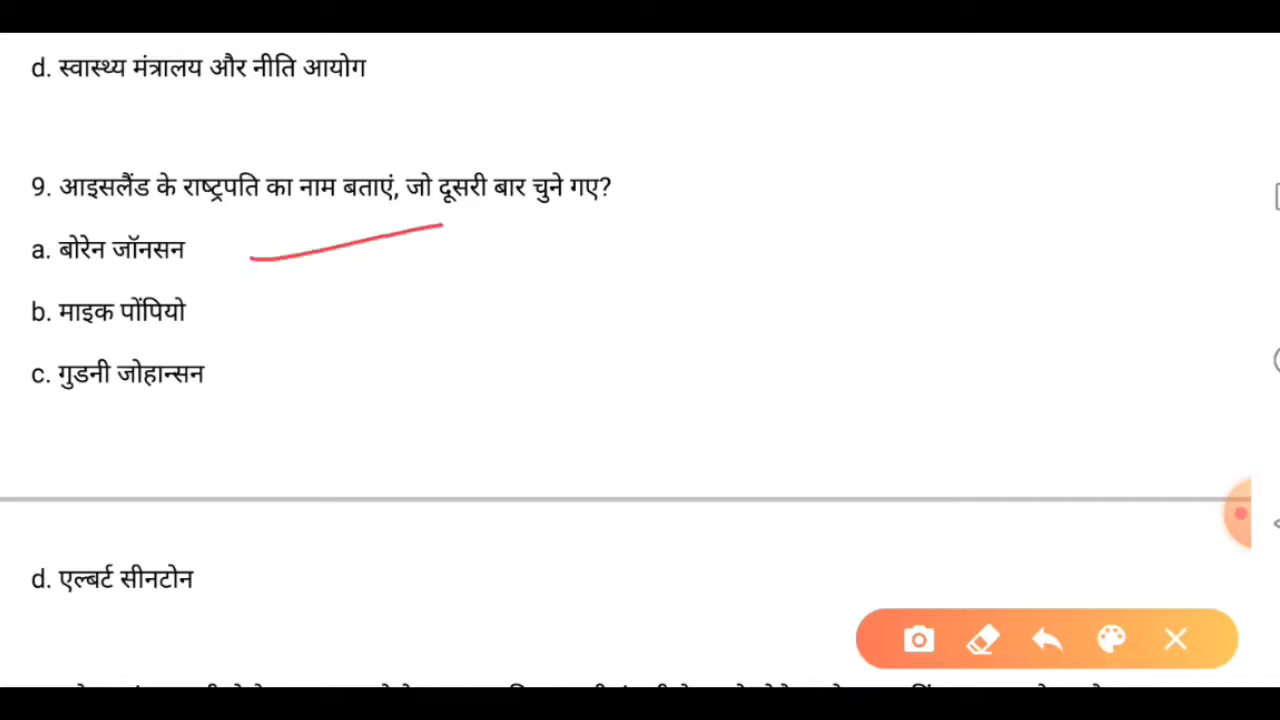 d. स्वास्थ्य मंत्रालय और नीति आयोग
9. आइसलैंड के राष्ट्रपति का नाम बताएं, जो दूसरी बार चुने गए?
a. बोरेन जॉनसन
b. माइक पोंपियो
c. गुडनी जोहान्सन
d. एल्बर्ट सीनटोन